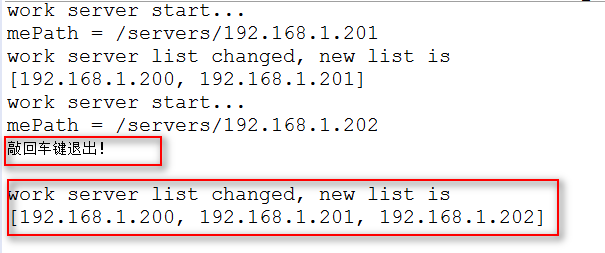 work server start...
mePath = /servers/192.168.1.201
work server list changed, new list is
[192.168.1.200, 192.168.1.201]
work server start...
mePath = /servers/192.168.1.202
敲回车键退出!
work server list changed, new list is
[192.168.1.200, 192.168.1.201, 192.168.1.202]